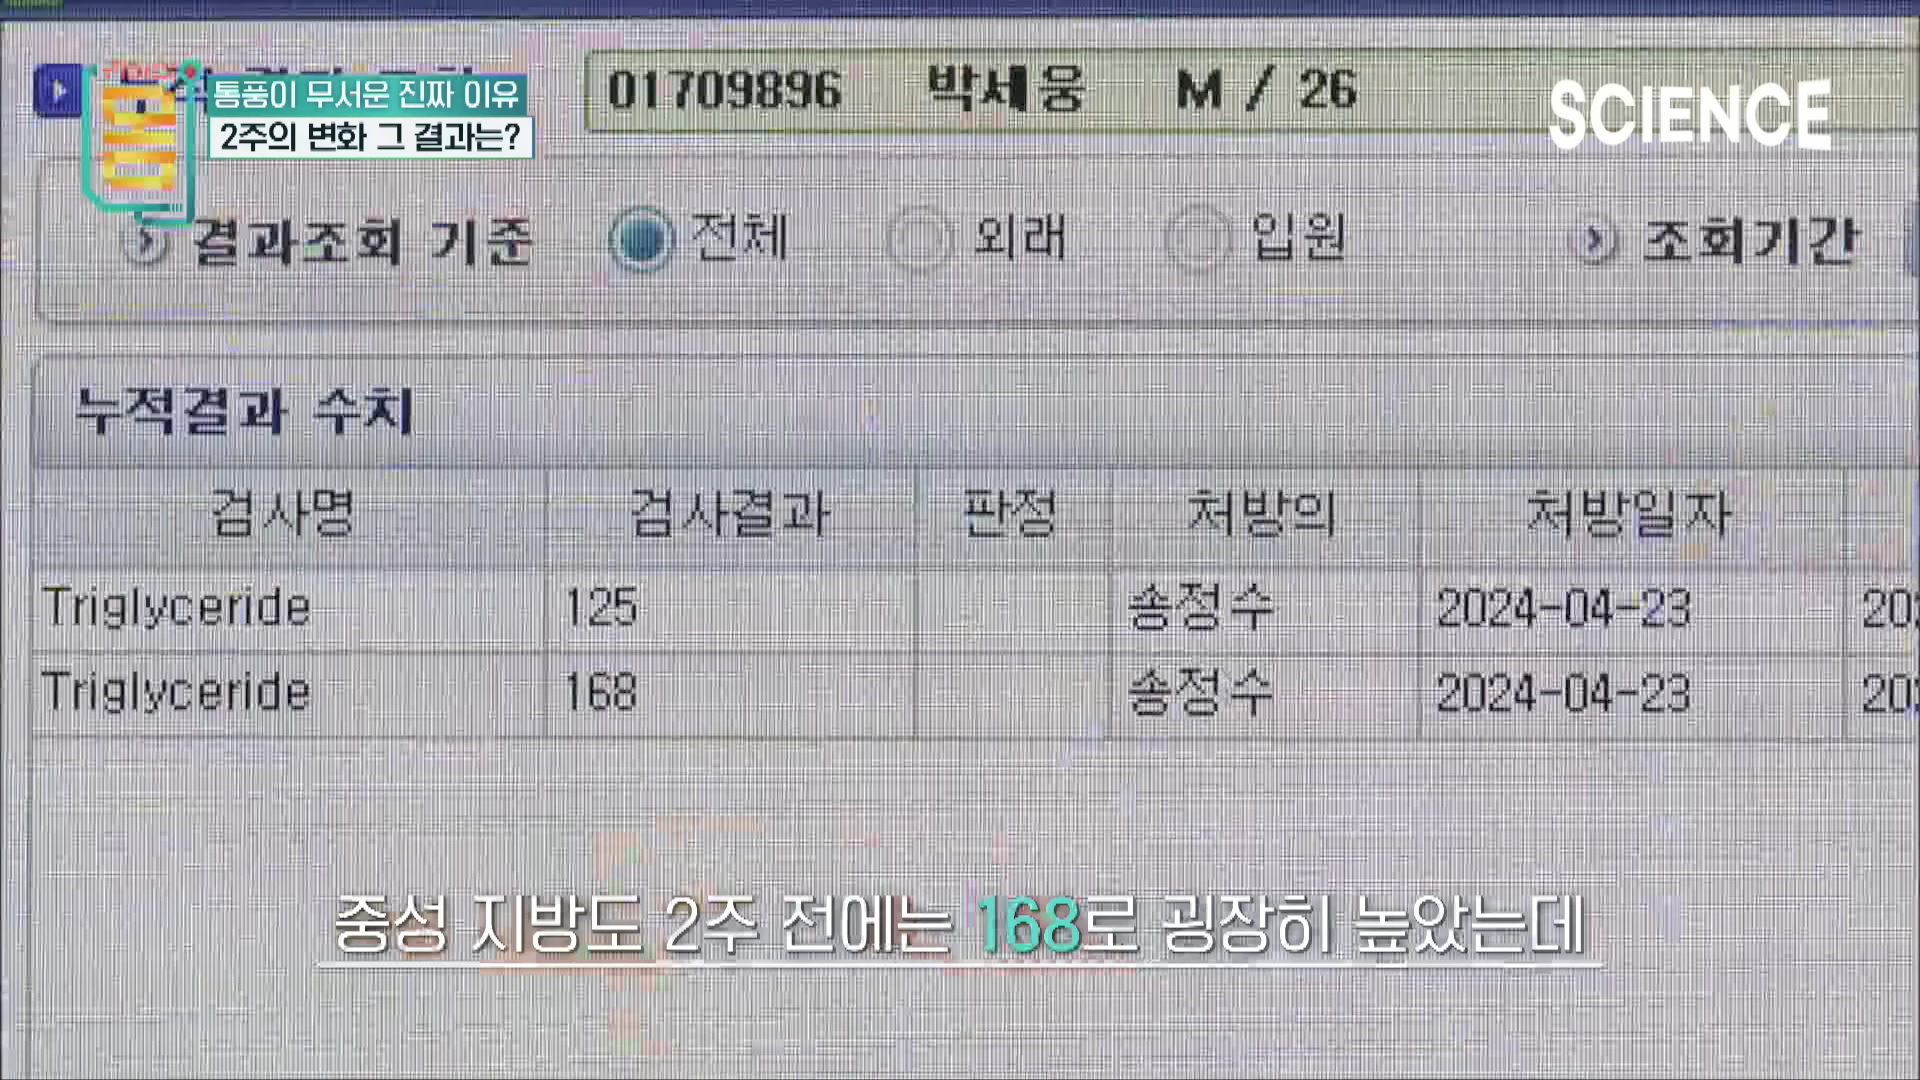 통풍이 무서운 진짜 이유
2주의 변화 그 결과는?
01709896 박세웅 M / 26
SCIENCE
결과조회 기준 전체 외래 입원 조회기간
누적결과 수치
검사명 검사결과 판정 처방의 처방일자
Triglyceride 125 송정수 2024-04-23
Triglyceride 168 송정수 2024-04-23
중성 지방도 2주 전에는 168로 굉장히 높았는데